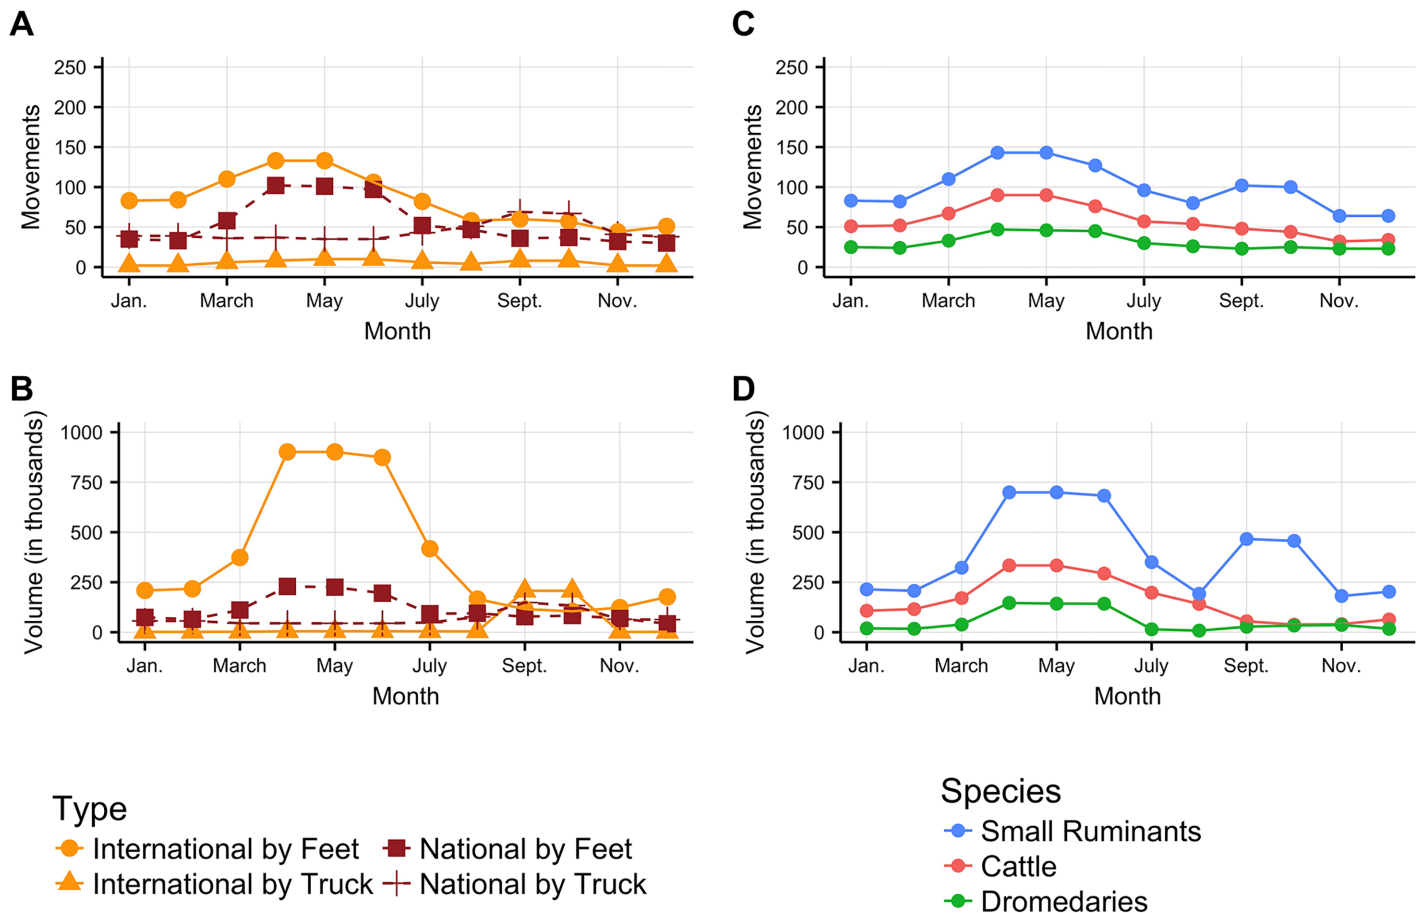 A
Movements
250
200
150
100
50
0
Jan. March May July Sept. Nov.
Month
C
Movements
250
200
150
100
50
0
Jan. March May July Sept. Nov.
Month
B
Volume (in thousands)
1000
750
500
250
0
Jan. March May July Sept. Nov.
Month
D
Volume (in thousands)
1000
750
500
250
0
Jan. March May July Sept. Nov.
Month
Type
International by Feet National by Feet
International by Truck National by Truck
Species
Small Ruminants
Cattle
Dromedaries